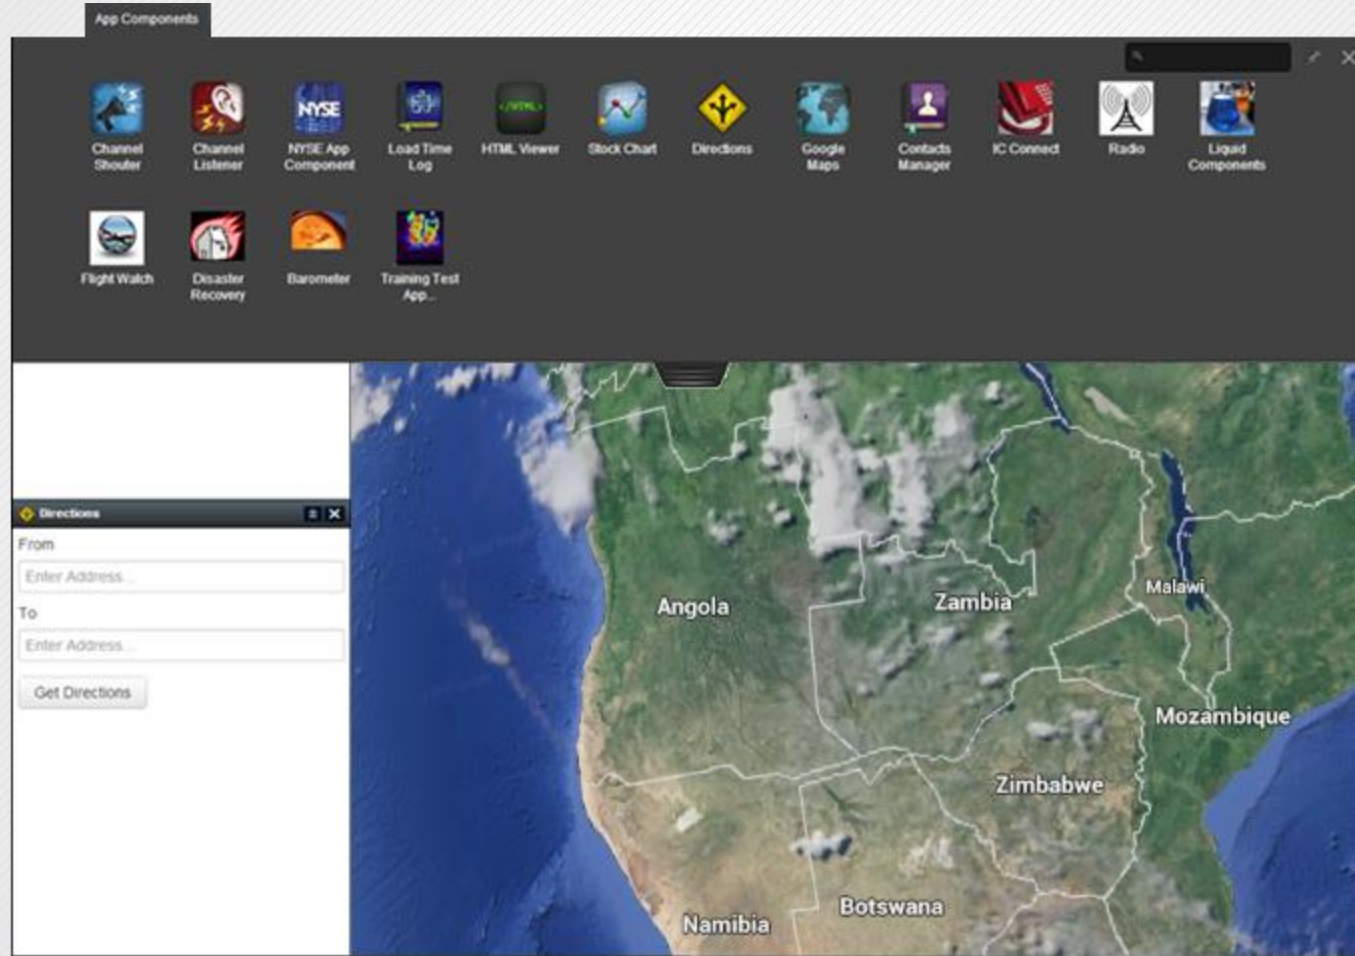 App Components
Channel
Shouter
Channel
Listener
NYSE
NYSE App
Component
Load Time
Log
</HTML>
HTML Viewer
Stock Chart
Directions
Google
Maps
Contacts
Manager
IC Connect
Radio
Liquid
Components
Flight Watch
Disaster
Recovery
Barometer
Training Test
App...
Directions
From
Enter Address...
To
Enter Address...
Get Directions
Angola
Zambia
Malawi
Mozambique
Zimbabwe
Botswana
Namibia